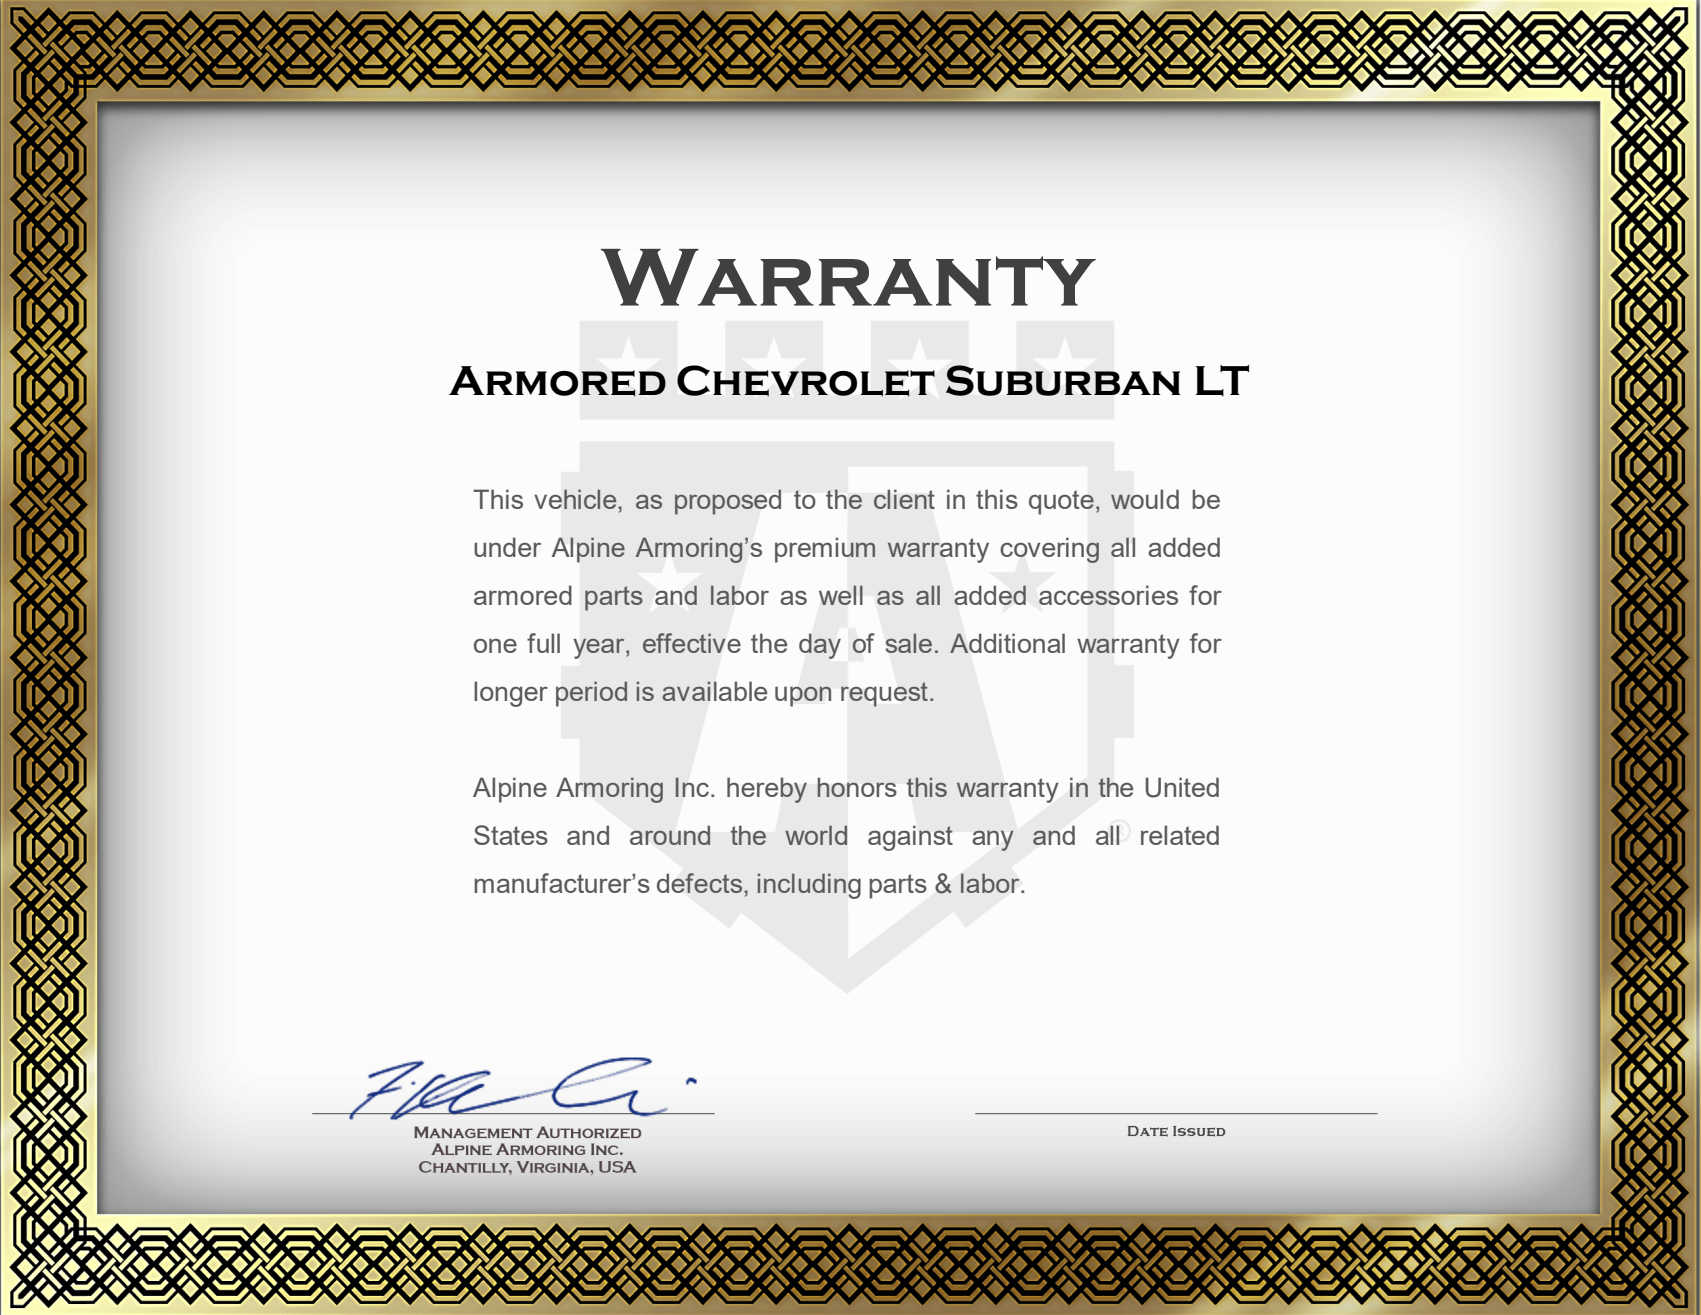 WARRANTY
ARMORED CHEVROLET SUBURBAN LT
This vehicle, as proposed to the client in this quote, would be
under Alpine Armoring’s premium warranty covering all added
armored parts and labor as well as all added accessories for
one full year, effective the day of sale. Additional warranty for
longer period is available upon request.
Alpine Armoring Inc. hereby honors this warranty in the United
States and around the world against any and all related
manufacturer’s defects, including parts & labor.
®
MANAGEMENT AUTHORIZED
ALPINE ARMORING INC.
CHANTILLY, VIRGINIA, USA
DATE ISSUED